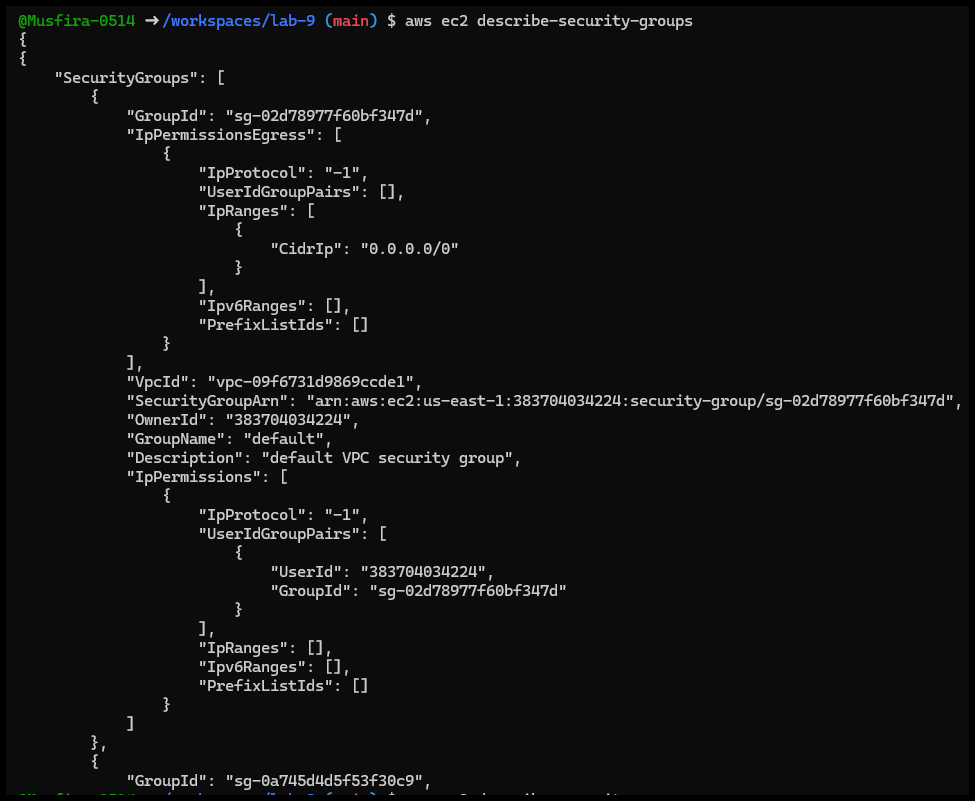 @Musfira-0514 ➜/workspaces/lab-9 (main) $ aws ec2 describe-security-groups
{
{
    "SecurityGroups": [
        {
            "GroupId": "sg-02d78977f60bf347d",
            "IpPermissionsEgress": [
                {
                    "IpProtocol": "-1",
                    "UserIdGroupPairs": [],
                    "IpRanges": [
                        {
                            "CidrIp": "0.0.0.0/0"
                        }
                    ],
                    "Ipv6Ranges": [],
                    "PrefixListIds": []
                }
            ],
            "VpcId": "vpc-09f6731d9869ccde1",
            "SecurityGroupArn": "arn:aws:ec2:us-east-1:383704034224:security-group/sg-02d78977f60bf347d",
            "OwnerId": "383704034224",
            "GroupName": "default",
            "Description": "default VPC security group",
            "IpPermissions": [
                {
                    "IpProtocol": "-1",
                    "UserIdGroupPairs": [
                        {
                            "UserId": "383704034224",
                            "GroupId": "sg-02d78977f60bf347d"
                        }
                    ],
                    "IpRanges": [],
                    "Ipv6Ranges": [],
                    "PrefixListIds": []
                }
            ]
        },
        {
            "GroupId": "sg-0a745d4d5f53f30c9",